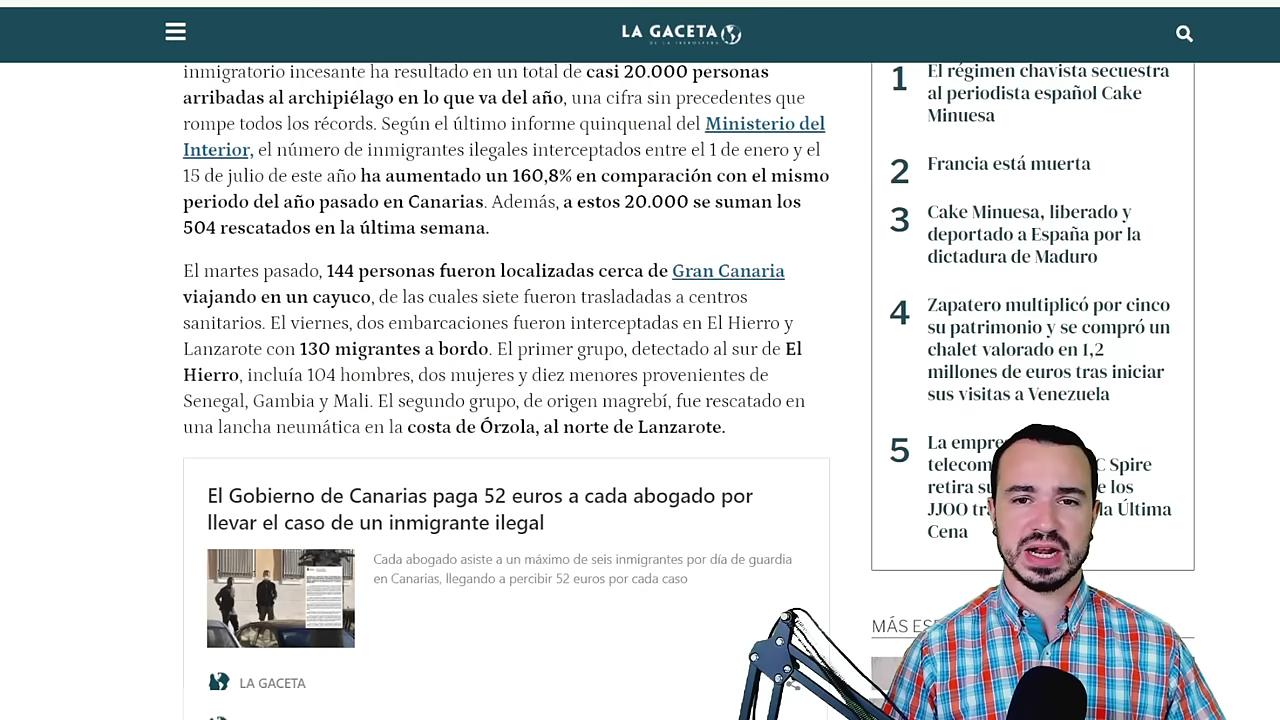 LA GACETA
DE LA IBEROSFERA
inmigratorio incesante ha resultado en un total de casi 20.000 personas
arribadas al archipiélago en lo que va del año, una cifra sin precedentes que
rompe todos los récords. Según el último informe quinquenal del Ministerio del
Interior, el número de inmigrantes ilegales interceptados entre el 1 de enero y el
15 de julio de este año ha aumentado un 160,8% en comparación con el mismo
periodo del año pasado en Canarias. Además, a estos 20.000 se suman los
504 rescatados en la última semana.
El martes pasado, 144 personas fueron localizadas cerca de Gran Canaria
viajando en un cayuco, de las cuales siete fueron trasladadas a centros
sanitarios. El viernes, dos embarcaciones fueron interceptadas en El Hierro y
Lanzarote con 130 migrantes a bordo. El primer grupo, detectado al sur de El
Hierro, incluía 104 hombres, dos mujeres y diez menores provenientes de
Senegal, Gambia y Mali. El segundo grupo, de origen magrebí, fue rescatado en
una lancha neumática en la costa de Órzola, al norte de Lanzarote.
El Gobierno de Canarias paga 52 euros a cada abogado por
llevar el caso de un inmigrante ilegal
Cada abogado asiste a un máximo de seis inmigrantes por día de guardia
en Canarias, llegando a percibir 52 euros por cada caso
LA GACETA
1 El régimen chavista secuestra
al periodista español Cake
Minuesa
2 Francia está muerta
3 Cake Minuesa, liberado y
deportado a España por la
dictadura de Maduro
4 Zapatero multiplicó por cinco
su patrimonio y se compró un
chalet valorado en 1,2
millones de euros tras iniciar
sus visitas a Venezuela
5 La
C Spire
retira los
JJOO la Última
Cena
MÁS